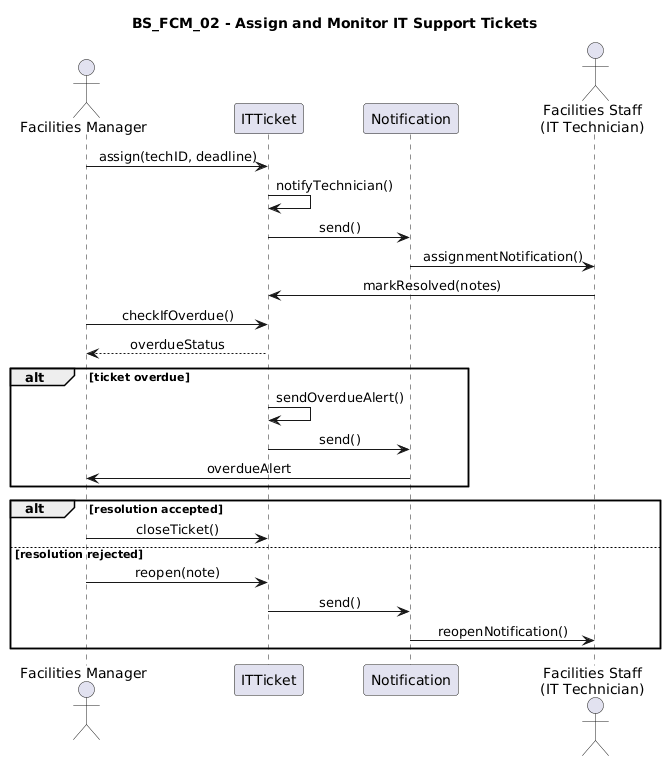 BS_FCM_02 - Assign and Monitor IT Support Tickets
Facilities Manager
ITTicket
Notification
Facilities Staff
(IT Technician)
assign(techID, deadline)
notifyTechnician()
send()
assignmentNotification()
markResolved(notes)
checkIfOverdue()
overdueStatus
alt [ticket overdue]
sendOverdueAlert()
send()
overdueAlert
alt [resolution accepted]
closeTicket()
[resolution rejected]
reopen(note)
send()
reopenNotification()
Facilities Manager
ITTicket
Notification
Facilities Staff
(IT Technician)